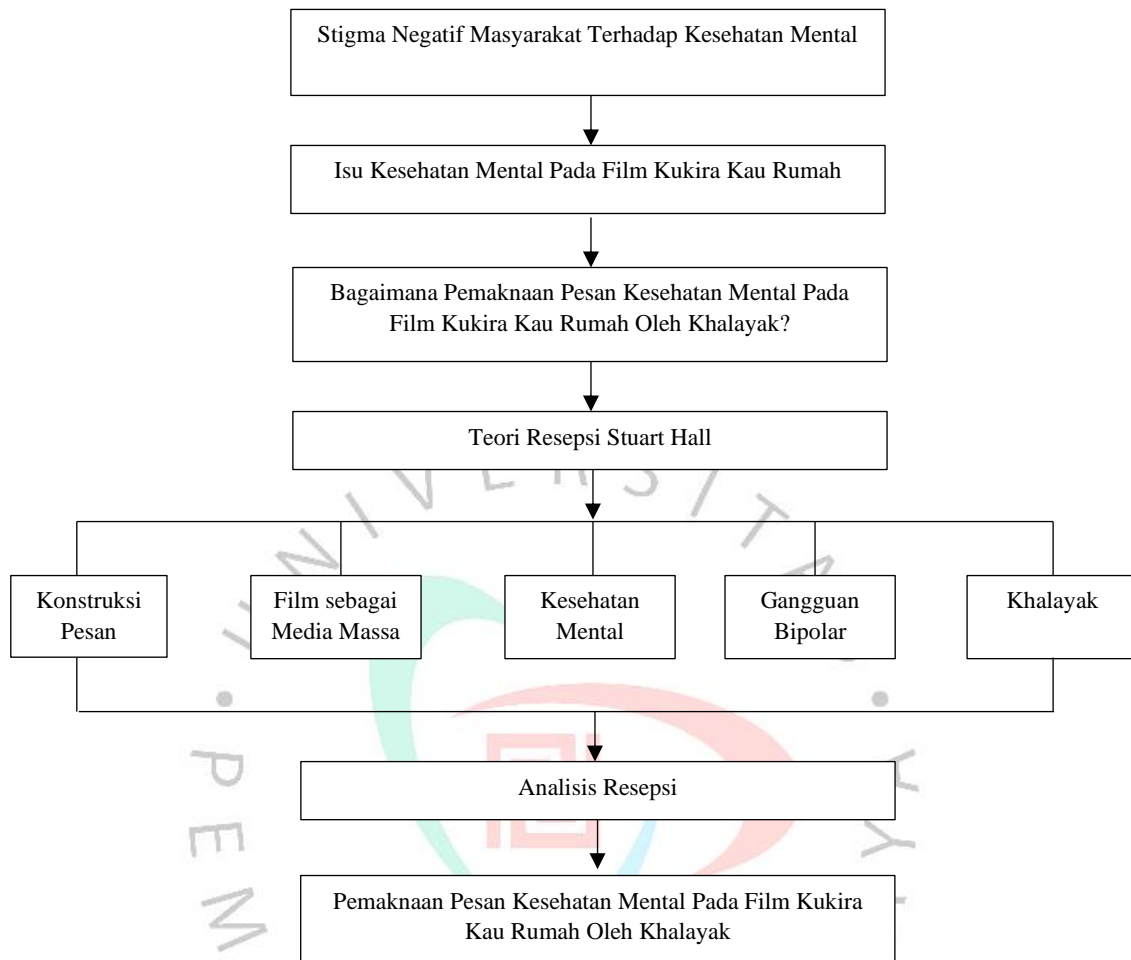 Stigma Negatif Masyarakat Terhadap Kesehatan Mental
Isu Kesehatan Mental Pada Film Kukira Kau Rumah
Bagaimana Pemaknaan Pesan Kesehatan Mental Pada
Film Kukira Kau Rumah Oleh Khalayak?
Teori Resepsi Stuart Hall
Konstruksi
Pesan
Film sebagai
Media Massa
Kesehatan
Mental
Gangguan
Bipolar
Khalayak
Analisis Resepsi
Pemaknaan Pesan Kesehatan Mental Pada Film Kukira
Kau Rumah Oleh Khalayak